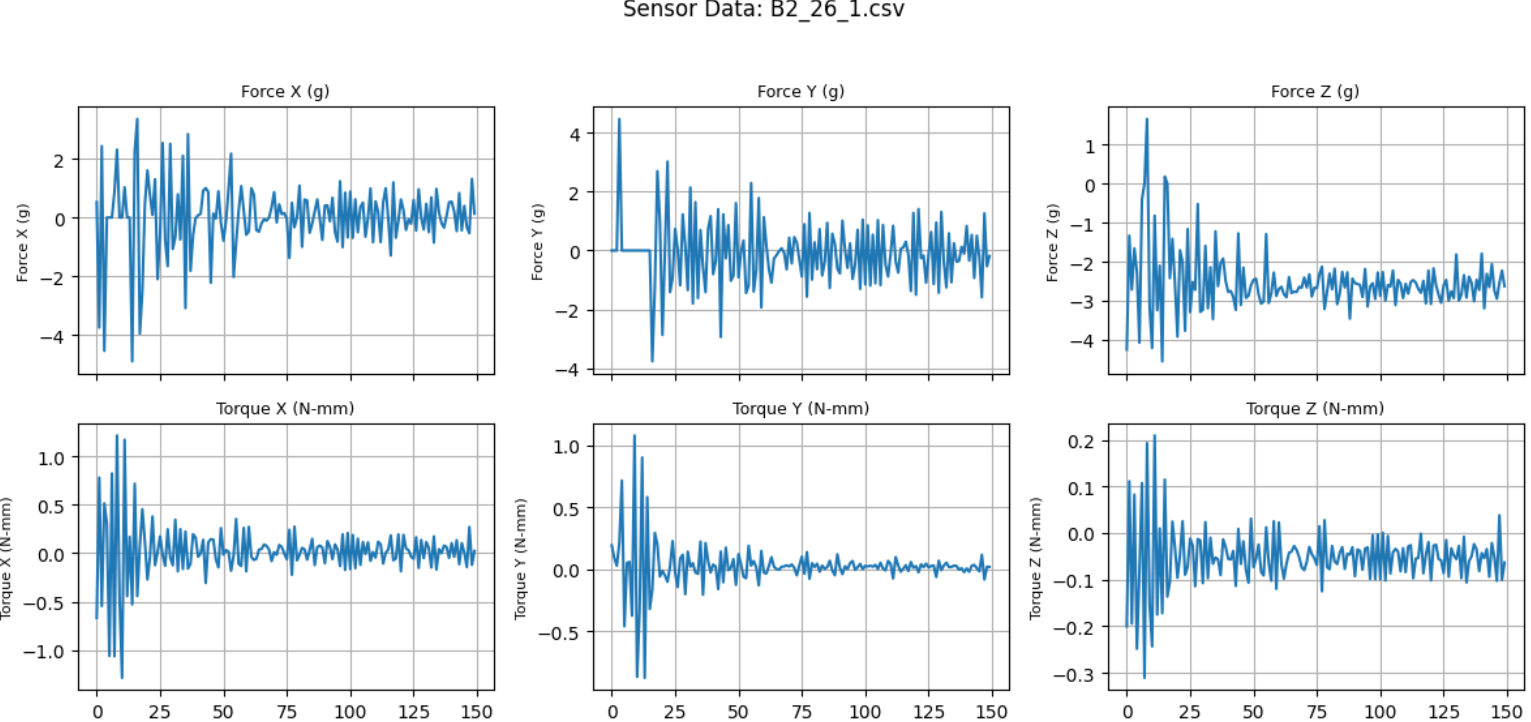 Sensor Data: B2_26_1.csv
Force X (g)
Force Y (g)
Force Z (g)
Force X (g)
2
0
−2
−4
Force Y (g)
4
2
0
−2
−4
Force Z (g)
1
0
−1
−2
−3
−4
Torque X (N-mm)
Torque Y (N-mm)
Torque Z (N-mm)
Torque X (N-mm)
1.0
0.5
0.0
−0.5
−1.0
Torque Y (N-mm)
1.0
0.5
0.0
−0.5
Torque Z (N-mm)
0.2
0.1
0.0
−0.1
−0.2
−0.3
0 25 50 75 100 125 150
0 25 50 75 100 125 150
0 25 50 75 100 125 150